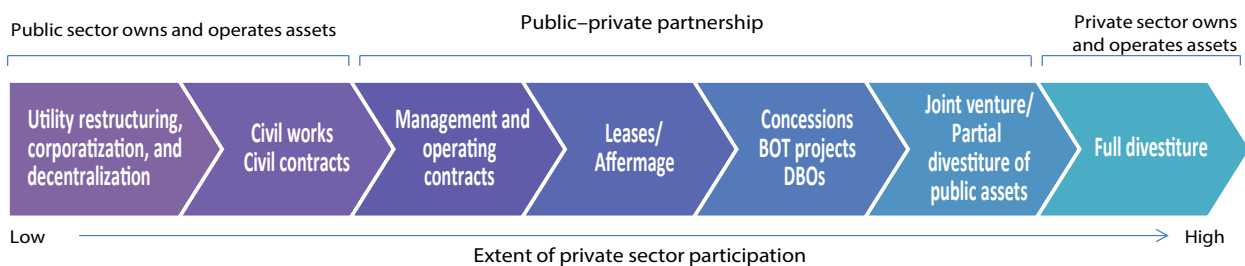 Public sector owns and operates assets
Public–private partnership
Private sector owns
and operates assets
Utility restructuring,
corporatization, and
decentralization
Civil works
Civil contracts
Management and
operating
contracts
Leases/
Affermage
Concessions
BOT projects
DBOs
Joint venture/
Partial
divestiture of
public assets
Full divestiture
Low
High
Extent of private sector participation